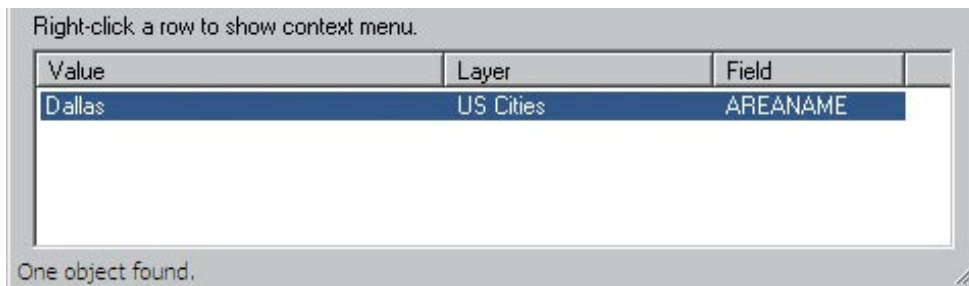 Right-click a row to show context menu.
Value Layer Field
Dallas US Cities AREANAME
One object found.